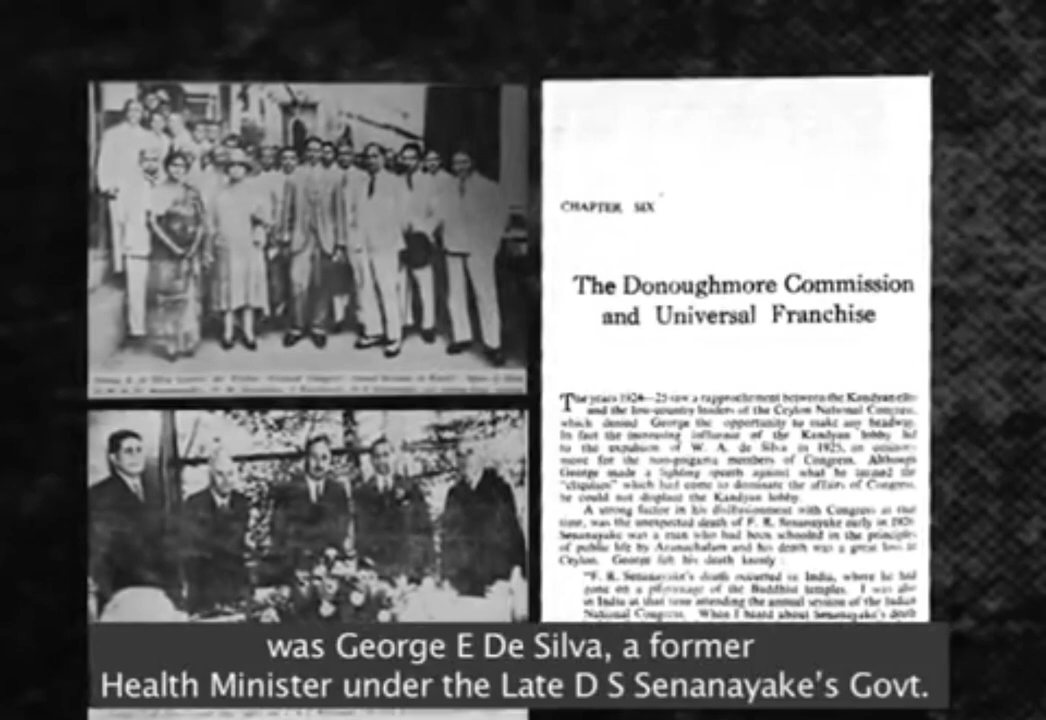 CHAPTER SIX
The Donoughmore Commission
and Universal Franchise
The years 1924—25 saw a rapprochement between the Kandyan
and the low-country leaders of the Ceylon National Congress,
which denied George the opportunity to make any headway.
In fact the increasing influence of the Kandyan lobby led
to the expulsion of W. A. de Silva in 1925, an
move for the members of Congress. Although
George made a fighting speech against what he termed the
which had come to dominate the affairs of Congress,
he could not displace the Kandyan lobby.
A strong factor in his disillusionment with Congress at that
time, was the unexpected death of F. R. Senanayake early in
Senanayake was a man who had been schooled in the principles
of public life by Arunachalam and his death was a great loss to
Ceylon. George felt his death keenly :
"F. R. Senanayake's death occurred in India, where he had
gone on a pilgrimage of the Buddhist temples. I was also
in India at that time attending the annual session of the Indian
National Congress. When I heard about Senanayake's death
was George E De Silva, a former
Health Minister under the Late D S Senanayake's Govt.